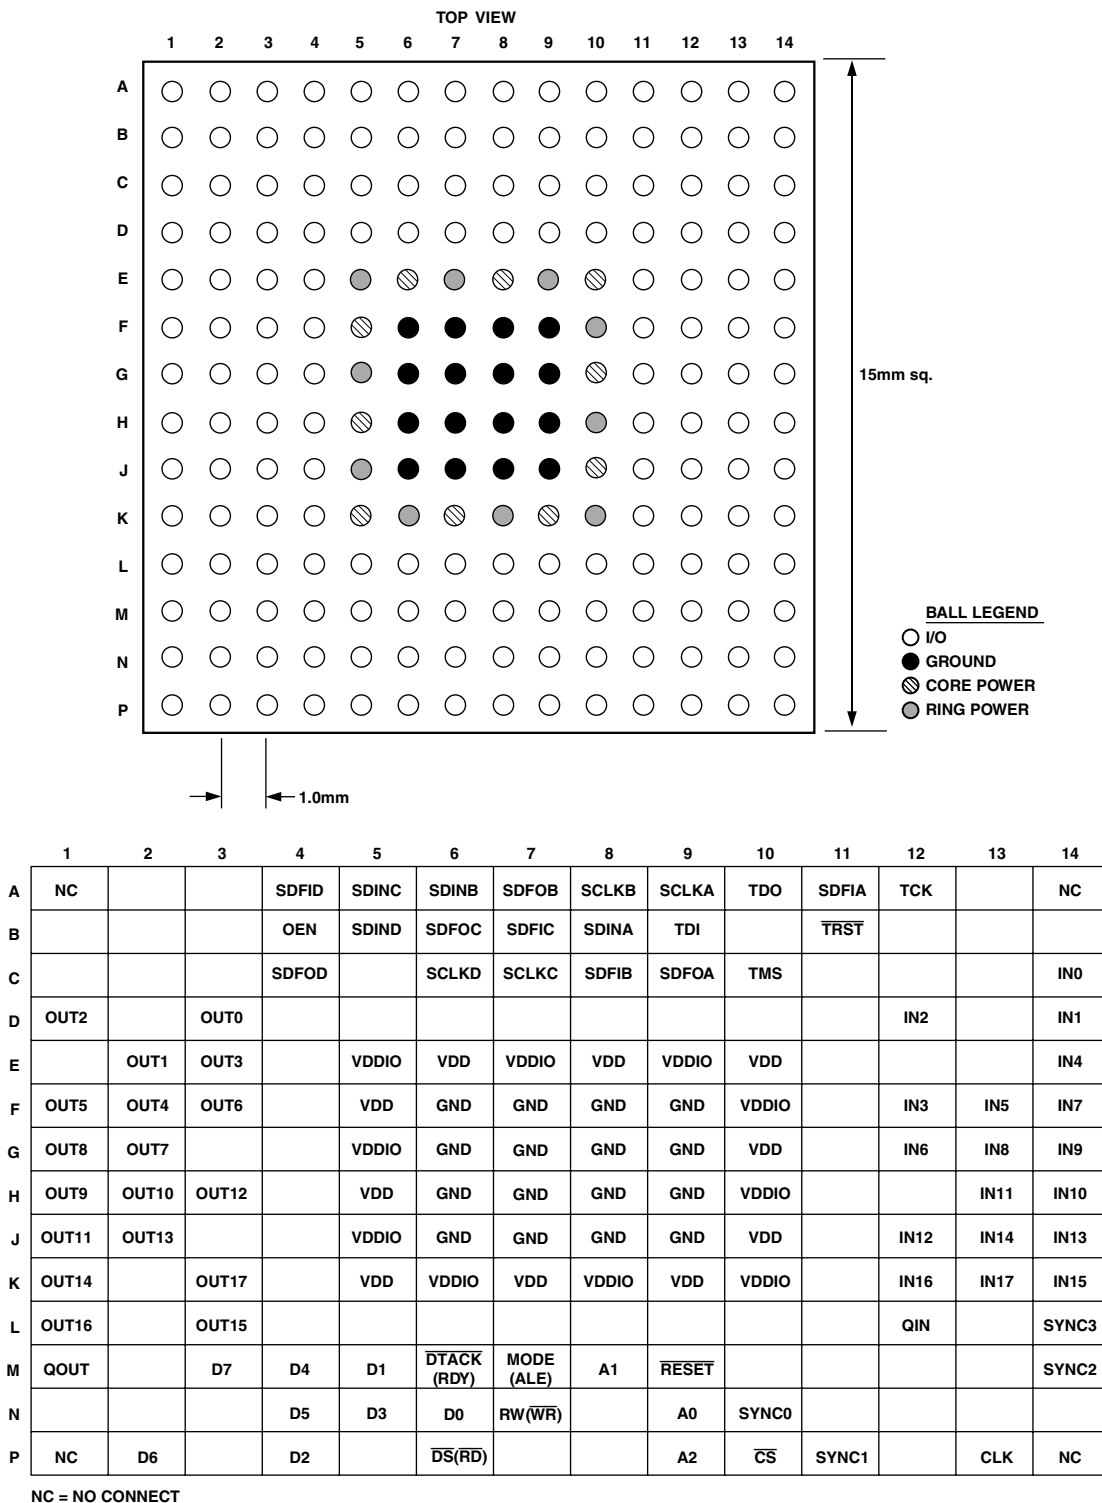 TOP VIEW
1 2 3 4 5 6 7 8 9 10 11 12 13 14
A
B
C
D
E
F
G
15mm sq.
H
J
K
L
M
N
P
BALL LEGEND
I/O
GROUND
CORE POWER
RING POWER
1.0mm
1 2 3 4 5 6 7 8 9 10 11 12 13 14
A NC SDFID SDINC SDINB SDFOB SCLKB SCLKA TDO SDFIA TCK NC
B OEN SDIND SDFOC SDFIC SDINA TDI TRST
C SDFOD SCLKD SCLKC SDFIB SDFOA TMS IN0
D OUT2 OUT0 IN2 IN1
E OUT1 OUT3 VDDIO VDD VDDIO VDD VDDIO VDD IN4
F OUT5 OUT4 OUT6 VDD GND GND GND GND VDDIO IN3 IN5 IN7
G OUT8 OUT7 VDDIO GND GND GND GND VDD IN6 IN8 IN9
H OUT9 OUT10 OUT12 VDD GND GND GND GND VDDIO IN11 IN10
J OUT11 OUT13 VDDIO GND GND GND GND VDD IN12 IN14 IN13
K OUT14 OUT17 VDD VDDIO VDD VDDIO VDD VDDIO IN16 IN17 IN15
L OUT16 OUT15 QIN SYNC3
M QOUT D7 D4 D1 DTACK (RDY) MODE (ALE) A1 RESET SYNC2
N D5 D3 D0 RW(WR) A0 SYNC0
P NC D6 D2 DS(RD) A2 CS SYNC1 CLK NC
NC = NO CONNECT